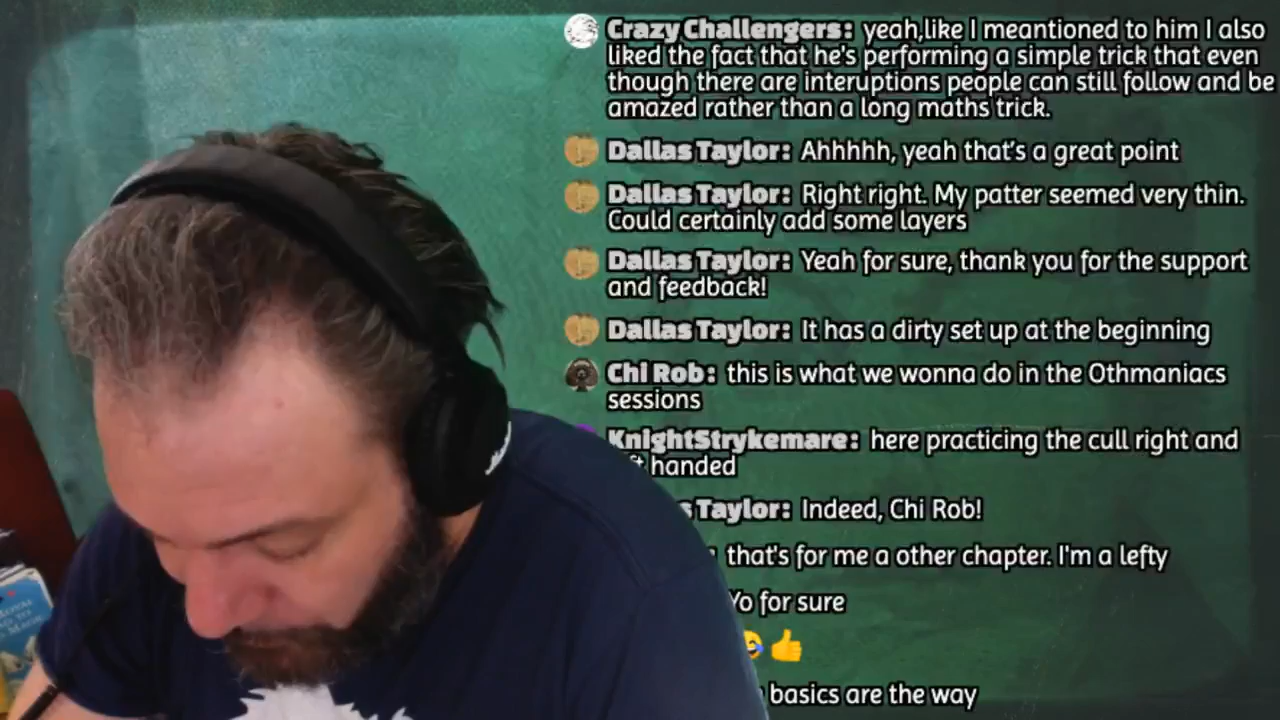 Crazy Challengers: yeah,like I meantioned to him I also
liked the fact that he's performing a simple trick that even
though there are interuptions people can still follow and be
amazed rather than a long maths trick.
Dallas Taylor: Ahhhhh, yeah that's a great point
Dallas Taylor: Right right. My patter seemed very thin.
Could certainly add some layers
Dallas Taylor: Yeah for sure, thank you for the support
and feedback!
Dallas Taylor: It has a dirty set up at the beginning
Chi Rob: this is what we wonna do in the Othmaniacs
sessions
KnightStrykemare: here practicing the cull right and
handed
Taylor: Indeed, Chi Rob!
that's for me a other chapter. I'm a lefty
Yo for sure
😂👍
basics are the way
ROYAL